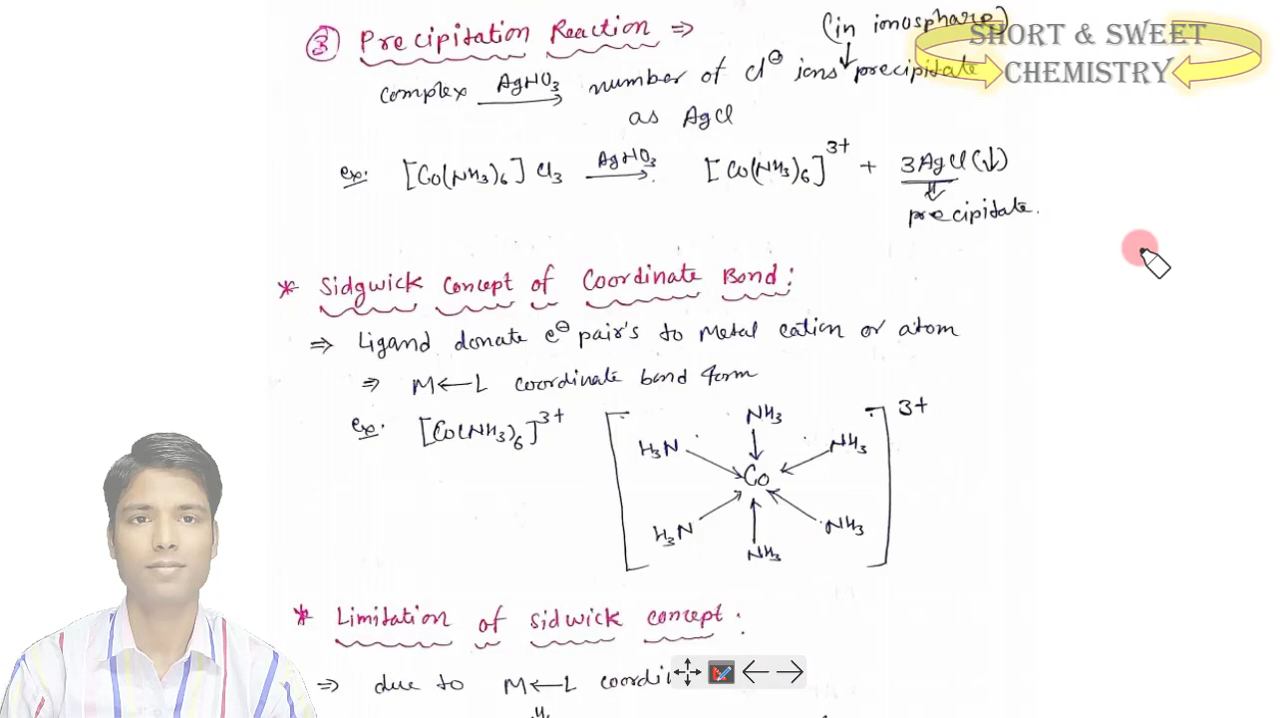 (in ionosphare)
SHORT & SWEET
CHEMISTRY
③ Precipitation Reaction ⇒
complex AgNO3 → number of Cl⊖ ions precipitate
as AgCl
ex: [Co(NH3)6] Cl3 AgNO3 → [Co(NH3)6]3+ + 3AgCl(↓)
precipitate.
* Sidgwick Concept of Coordinate Bond:
⇒ Ligand donate e⊖ pair's to Metal cation or atom
⇒ M←L coordinate bond form
ex: [Co(NH3)6]3+
[ ]3+
NH3
H3N NH3
Co
H3N NH3
NH3
* Limitation of Sidwick concept:
⇒ due to M←L coordi